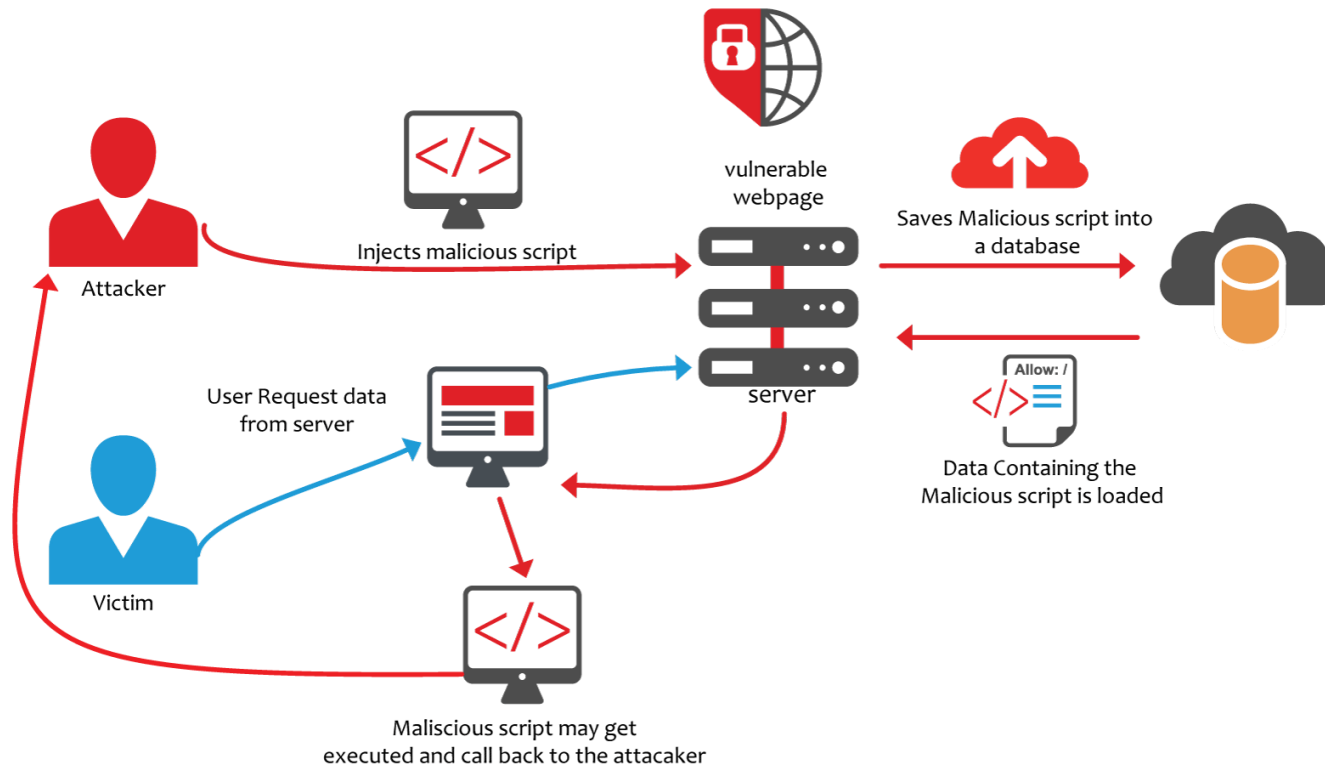 vulnerable
webpage
</>
Injects malicious script
Saves Malicious script into
a database
Attacker
server
Allow: /
</>
Data Containing the
Malicious script is loaded
User Request data
from server
Victim
</>
Maliscious script may get
executed and call back to the attacaker